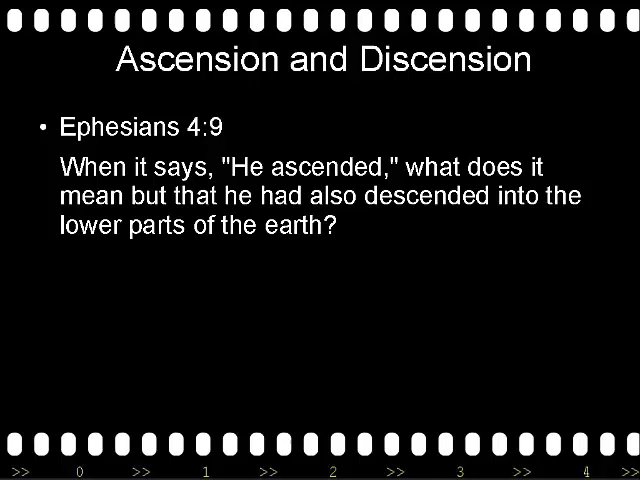 Ascension and Discension
• Ephesians 4:9
When it says, "He ascended," what does it
mean but that he had also descended into the
lower parts of the earth?
>> 0 >> 1 >> 2 >> 3 >> 4 >>